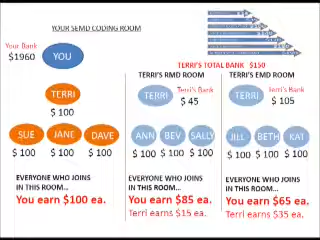 YOUR SEMD CODING ROOM
Your Bank
$1960
YOU
TERRI'S TOTAL BANK $150
TERRI
$ 100
SUE JANE DAVE
$ 100 $ 100 $ 100
EVERYONE WHO JOINS
IN THIS ROOM...
You earn $100 ea.
TERRI'S RMD ROOM
TERRI
Terri's Bank
$ 45
ANN BEV SALLY
$ 100 $ 100 $ 100
EVERYONE WHO JOINS
IN THIS ROOM...
You earn $85 ea.
Terri earns $15 ea.
TERRI'S EMD ROOM
TERRI
Terri's Bank
$ 105
JILL BETH KAT
$ 100 $ 100 $ 100
EVERYONE WHO JOINS
IN THIS ROOM...
You earn $65 ea.
Terri earns $35 ea.